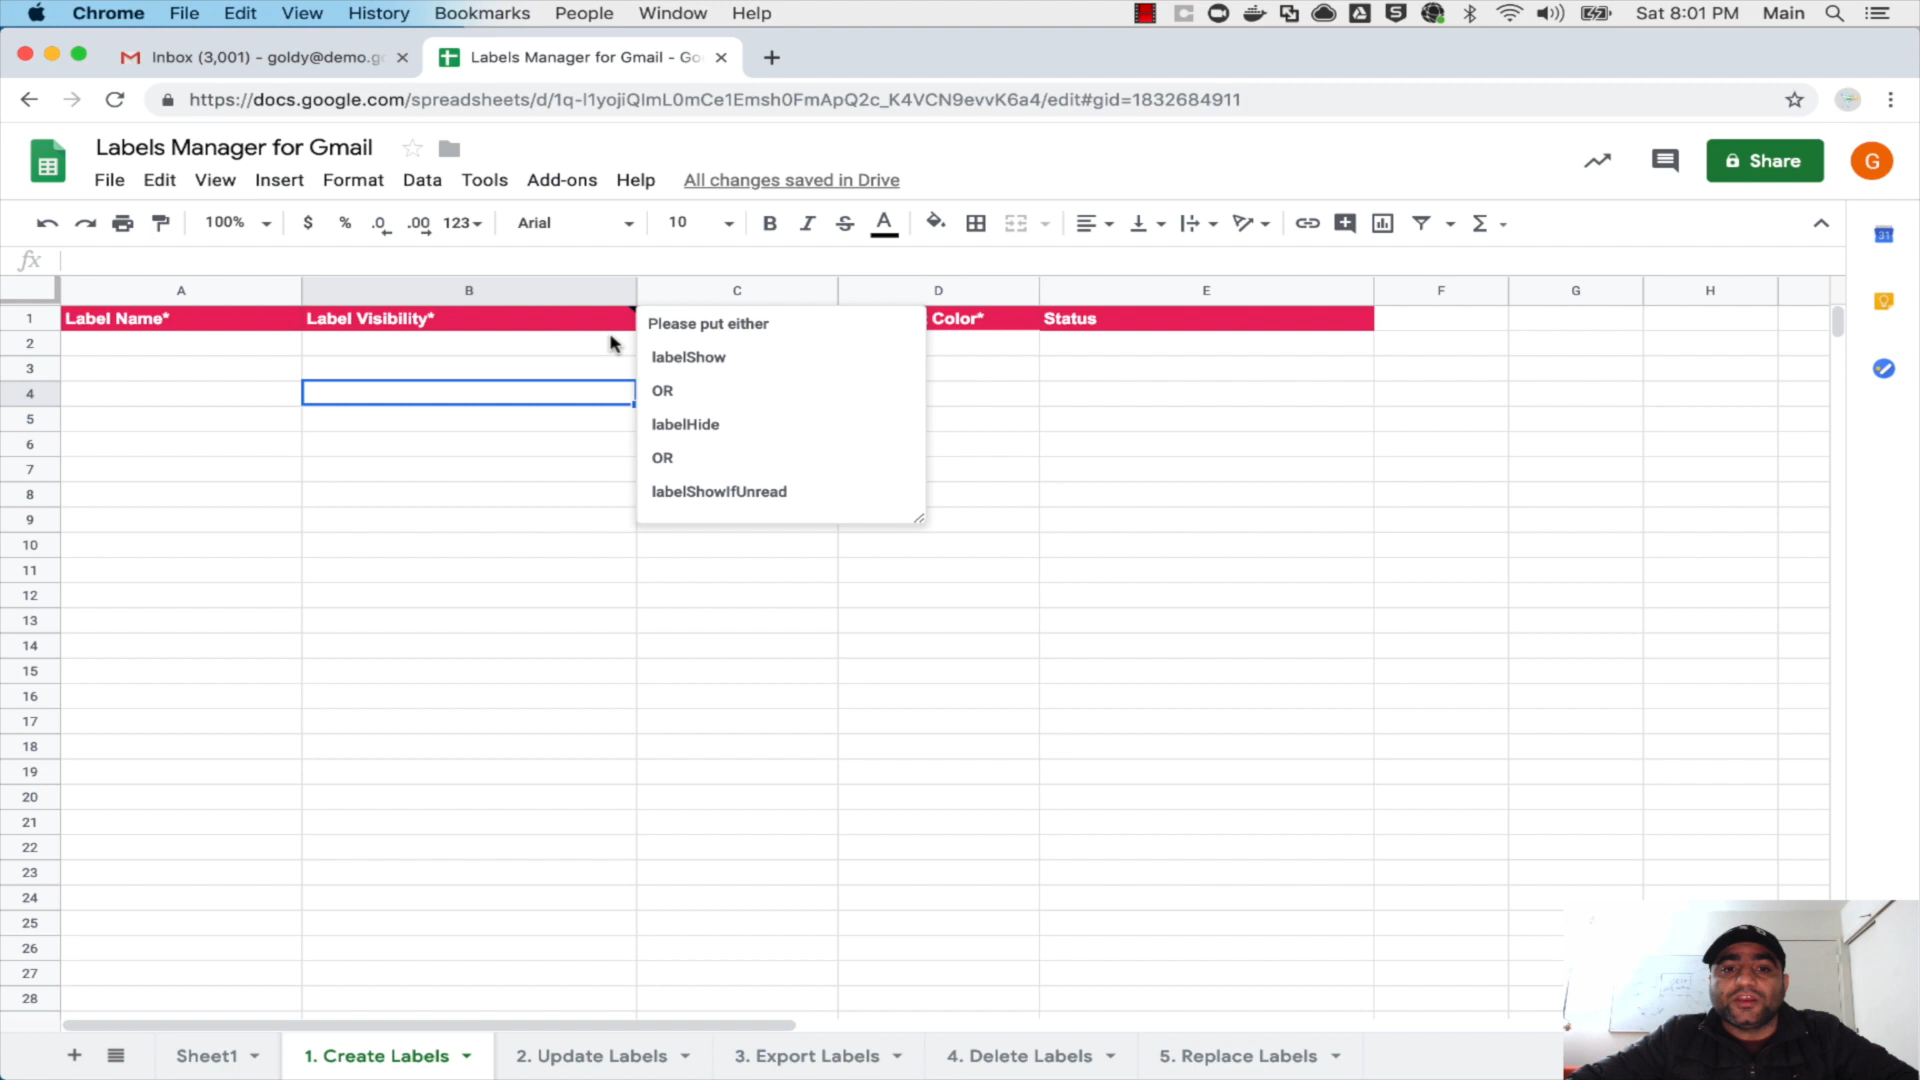 Chrome File Edit View History Bookmarks People Window Help Sat 8:01 PM Main
Inbox (3,001) - goldy@demo.g Labels Manager for Gmail - Go
https://docs.google.com/spreadsheets/d/1q-I1yojiQlmL0mCe1Emsh0FmApQ2c_K4VCN9evvK6a4/edit#gid=1832684911
Labels Manager for Gmail
Share
G
File Edit View Insert Format Data Tools Add-ons Help All changes saved in Drive
100% $ % .0 .00 123 Arial 10 B I S A
31
fx
A B C D E F G H
1 Label Name* Label Visibility* Color* Status
Please put either
labelShow
OR
labelHide
OR
labelShowIfUnread
2
3
4
5
6
7
8
9
10
11
12
13
14
15
16
17
18
19
20
21
22
23
24
25
26
27
28
Sheet1 1. Create Labels 2. Update Labels 3. Export Labels 4. Delete Labels 5. Replace Labels